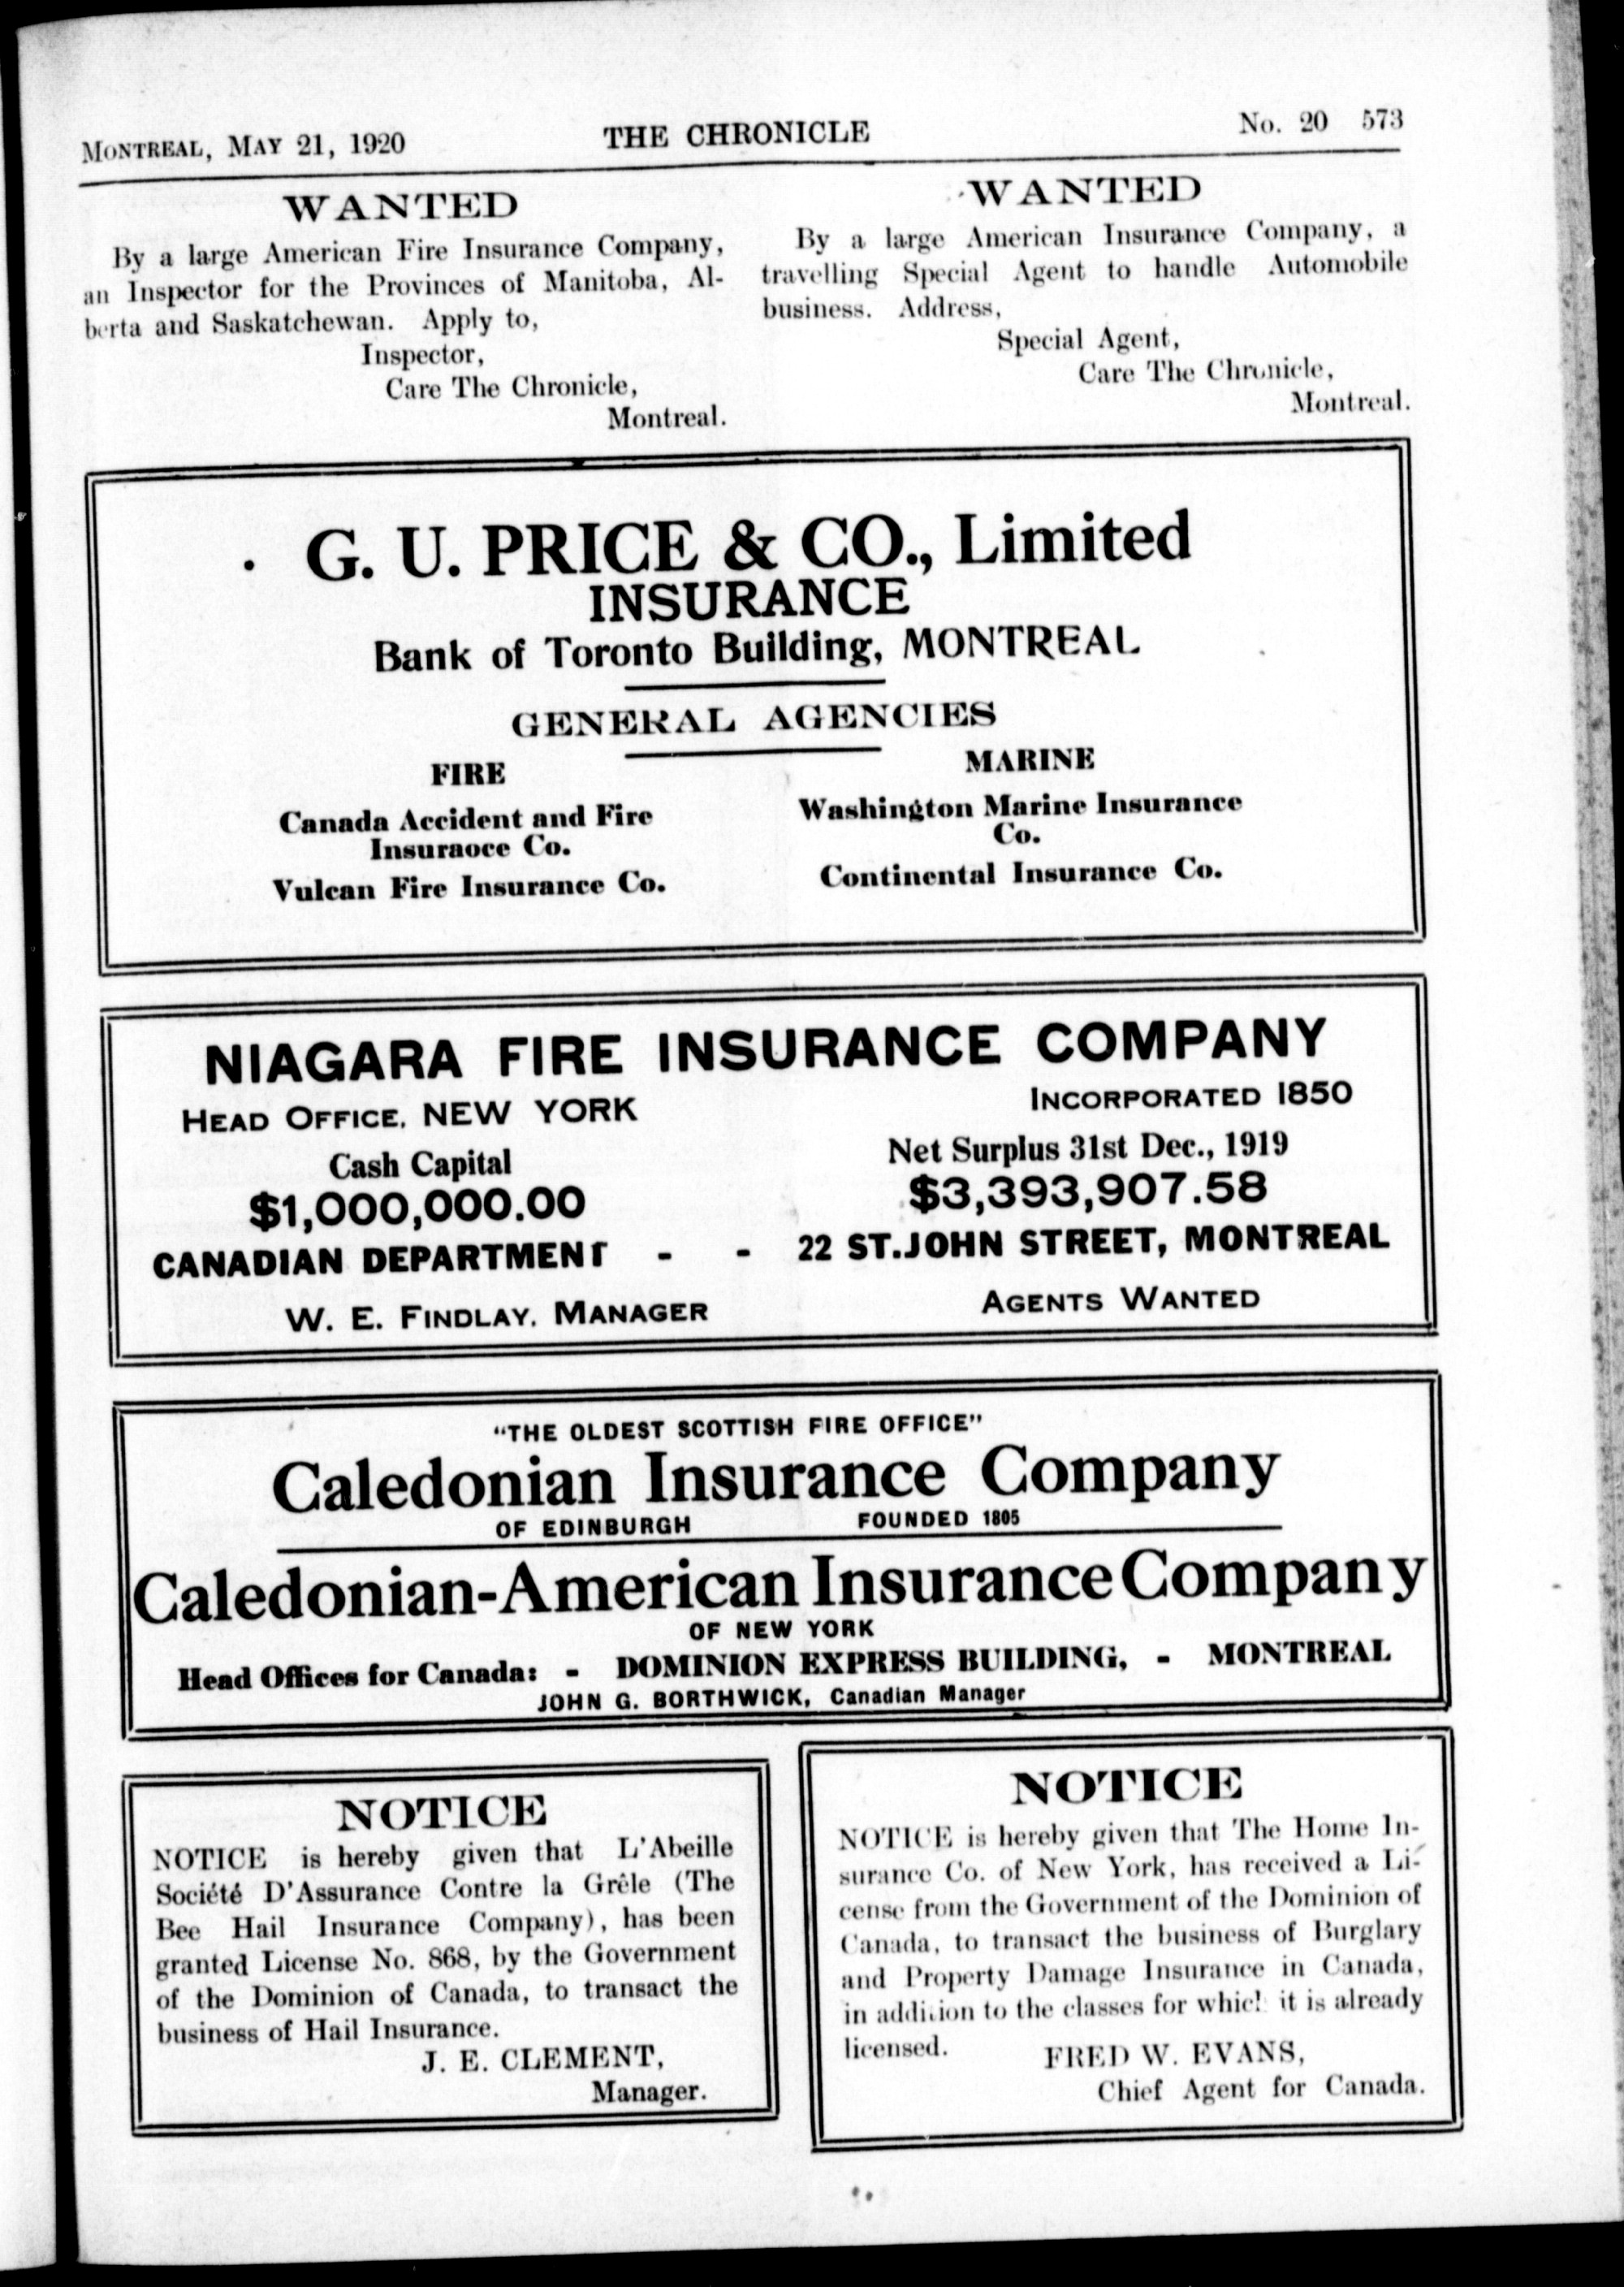 MONTREAL, MAY 21, 1920 THE CHRONICLE No. 20 573
WANTED
By a large American Fire Insurance Company,
an Inspector for the Provinces of Manitoba, Al-
berta and Saskatchewan. Apply to,
Inspector,
Care The Chronicle,
Montreal.
WANTED
By a large American Insurance Company, a
travelling Special Agent to handle Automobile
business. Address,
Special Agent,
Care The Chronicle,
Montreal.
G. U. PRICE & CO., Limited
INSURANCE
Bank of Toronto Building, MONTREAL
GENERAL AGENCIES
FIRE
Canada Accident and Fire
Insuraoce Co.
Vulcan Fire Insurance Co.
MARINE
Washington Marine Insurance
Co.
Continental Insurance Co.
NIAGARA FIRE INSURANCE COMPANY
HEAD OFFICE, NEW YORK INCORPORATED 1850
Cash Capital Net Surplus 31st Dec., 1919
$1,000,000.00 $3,393,907.58
CANADIAN DEPARTMENT - - 22 ST. JOHN STREET, MONTREAL
W. E. FINDLAY, MANAGER AGENTS WANTED
"THE OLDEST SCOTTISH FIRE OFFICE"
Caledonian Insurance Company
OF EDINBURGH FOUNDED 1805
Caledonian-American Insurance Company
OF NEW YORK
Head Offices for Canada: - DOMINION EXPRESS BUILDING, - MONTREAL
JOHN G. BORTHWICK, Canadian Manager
NOTICE
NOTICE is hereby given that L'Abeille
Société D'Assurance Contre la Grêle (The
Bee Hail Insurance Company), has been
granted License No. 868, by the Government
of the Dominion of Canada, to transact the
business of Hail Insurance.
J. E. CLEMENT,
Manager.
NOTICE
NOTICE is hereby given that The Home In-
surance Co. of New York, has received a Li-
cense from the Government of the Dominion of
Canada, to transact the business of Burglary
and Property Damage Insurance in Canada,
in addition to the classes for which it is already
licensed.
FRED W. EVANS,
Chief Agent for Canada.